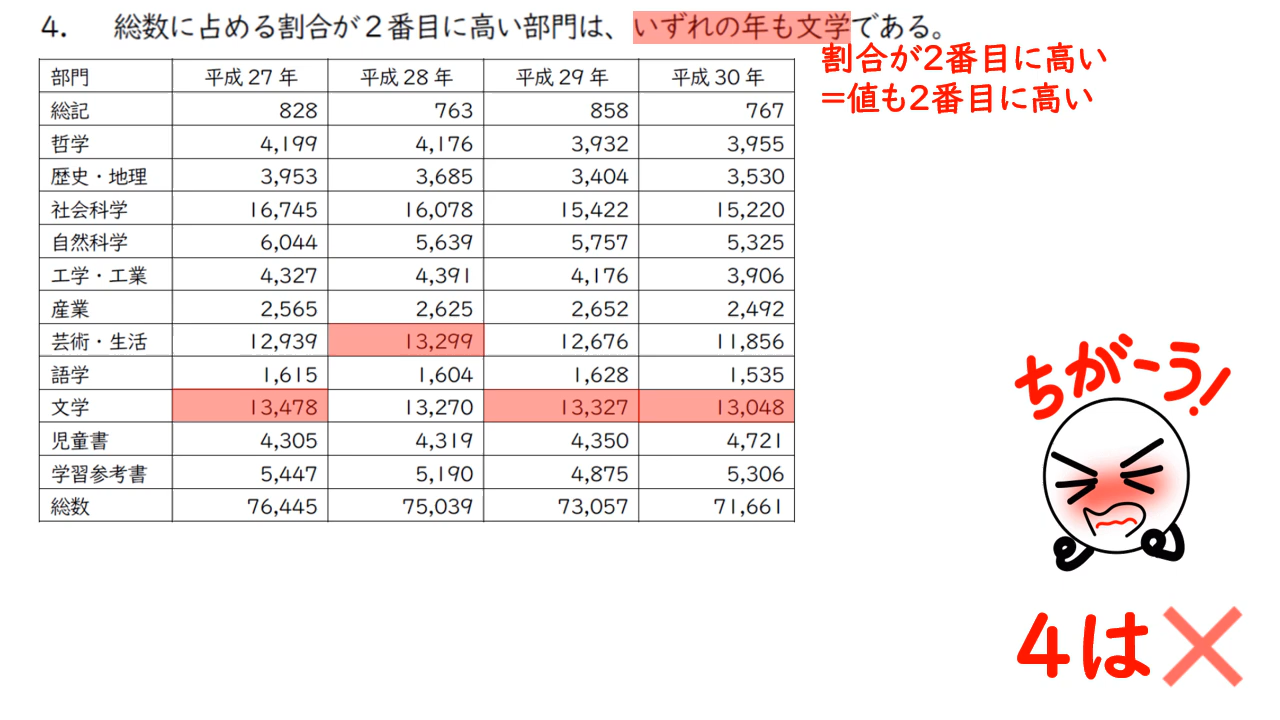 4. 総数に占める割合が２番目に高い部門は、いずれの年も文学である。
割合が2番目に高い
＝値も2番目に高い
部門 平成27年 平成28年 平成29年 平成30年
総記 828 763 858 767
哲学 4,199 4,176 3,932 3,955
歴史・地理 3,953 3,685 3,404 3,530
社会科学 16,745 16,078 15,422 15,220
自然科学 6,044 5,639 5,757 5,325
工学・工業 4,327 4,391 4,176 3,906
産業 2,565 2,625 2,652 2,492
芸術・生活 12,939 13,299 12,676 11,856
語学 1,615 1,604 1,628 1,535
文学 13,478 13,270 13,327 13,048
児童書 4,305 4,319 4,350 4,721
学習参考書 5,447 5,190 4,875 5,306
総数 76,445 75,039 73,057 71,661
ちがーう!
4は×